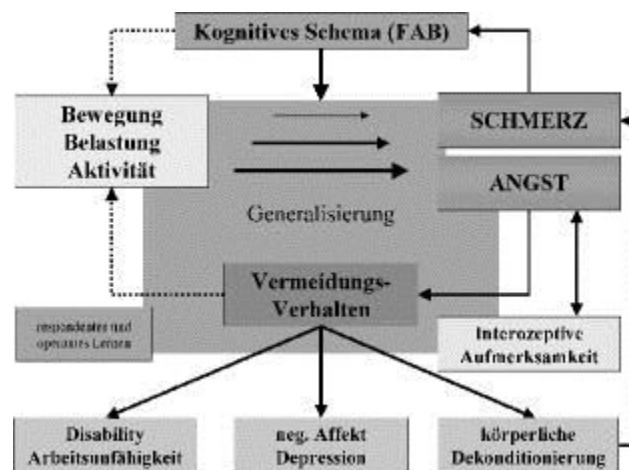 Kognitives Schema (FAB)
Bewegung
Belastung
Aktivität
SCHMERZ
ANGST
Generalisierung
Vermeidungs-
Verhalten
respondentes und
operantes Lernen
Interozeptive
Aufmerksamkeit
Disability
Arbeitsunfähigkeit
neg. Affekt
Depression
körperliche
Dekonditionierung